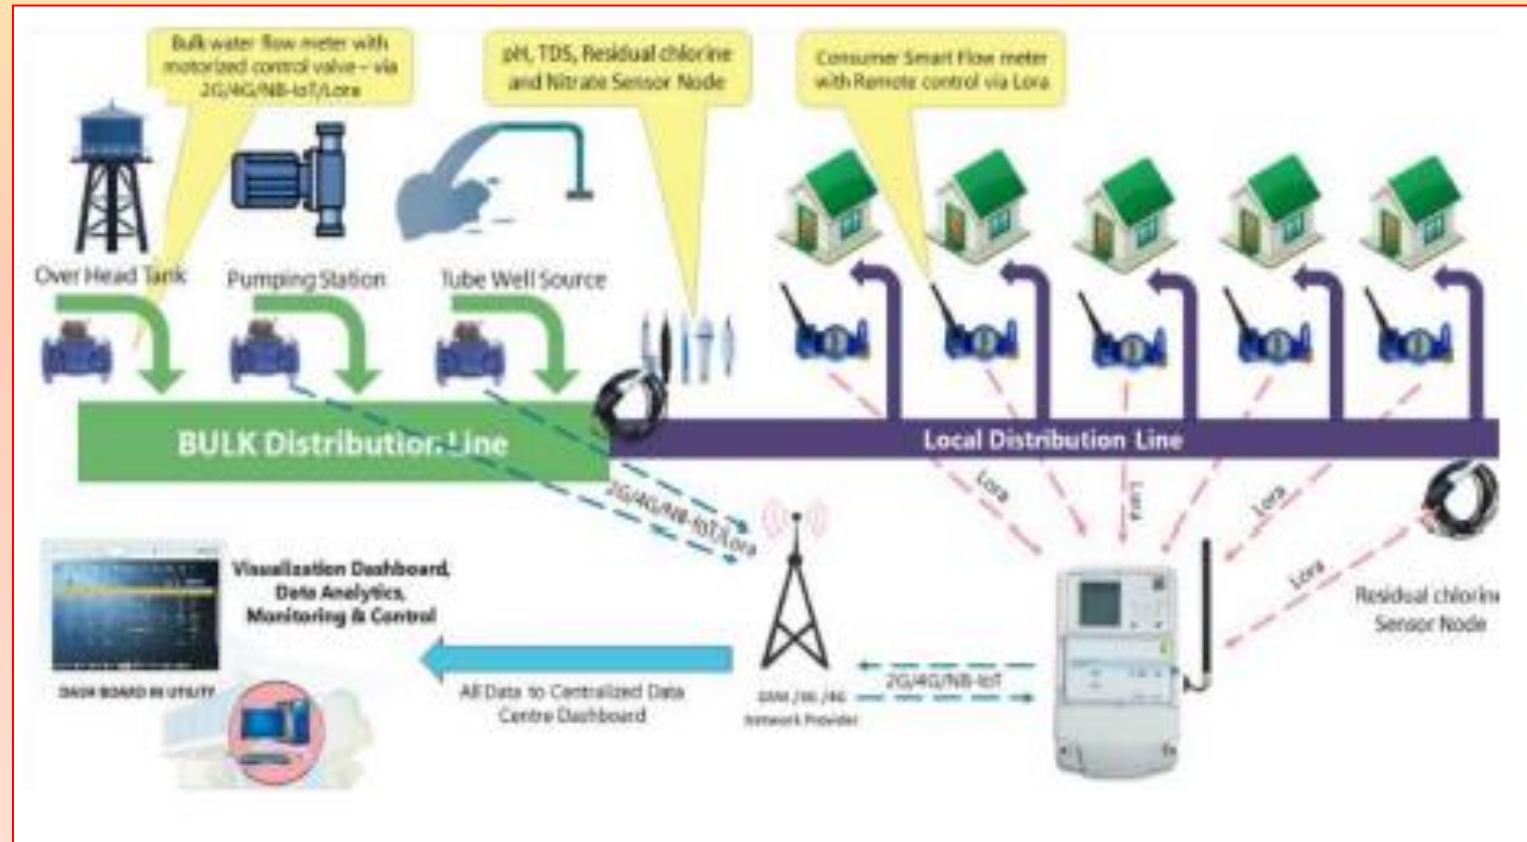 Bulk water flow meter with
motorized control valve – via
2G/4G/NB-IoT/Lora
pH, TDS, Residual chlorine
and Nitrate Sensor Node
Consumer Smart Flow meter
with Remote control via Lora
Over Head Tank
Pumping Station
Tube Well Source
BULK Distribution Line
Local Distribution Line
2G/4G/NB-IoT/Lora
Lora
Lora
Lora
Lora
Residual chlorine
Sensor Node
Visualization Dashboard,
Data Analytics,
Monitoring & Control
DASH BOARD IN UTILITY
All Data to Centralized Data
Centre Dashboard
2G/4G/NB-IoT
/4G
Network Provider